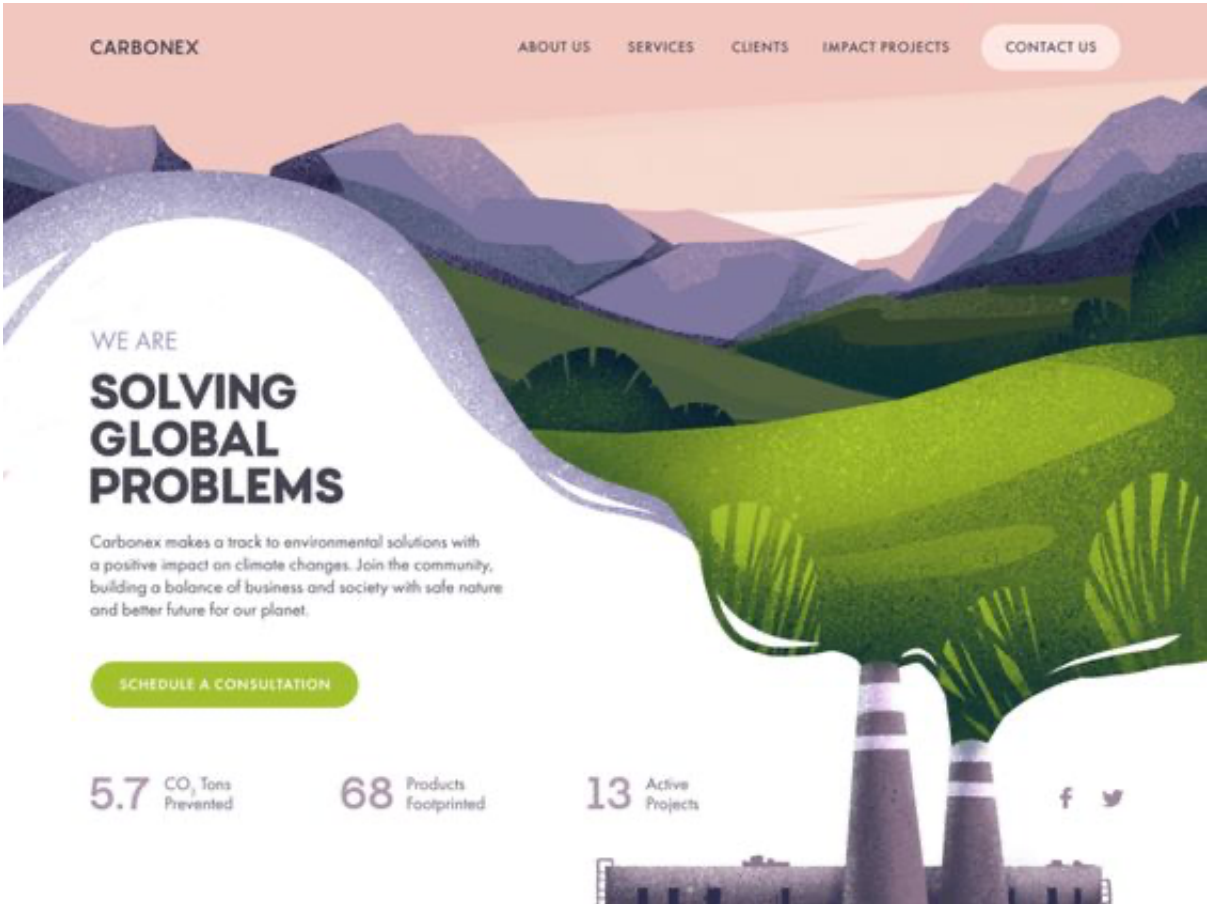 CARBONEX
ABOUT US
SERVICES
CLIENTS
IMPACT PROJECTS
CONTACT US
WE ARE
SOLVING
GLOBAL
PROBLEMS
Carbonex makes a track to environmental solutions with
a positive impact on climate changes. Join the community,
building a balance of business and society with safe nature
and better future for our planet.
SCHEDULE A CONSULTATION
5.7
CO₂ Tons
Prevented
68
Products
Footprinted
13
Active
Projects